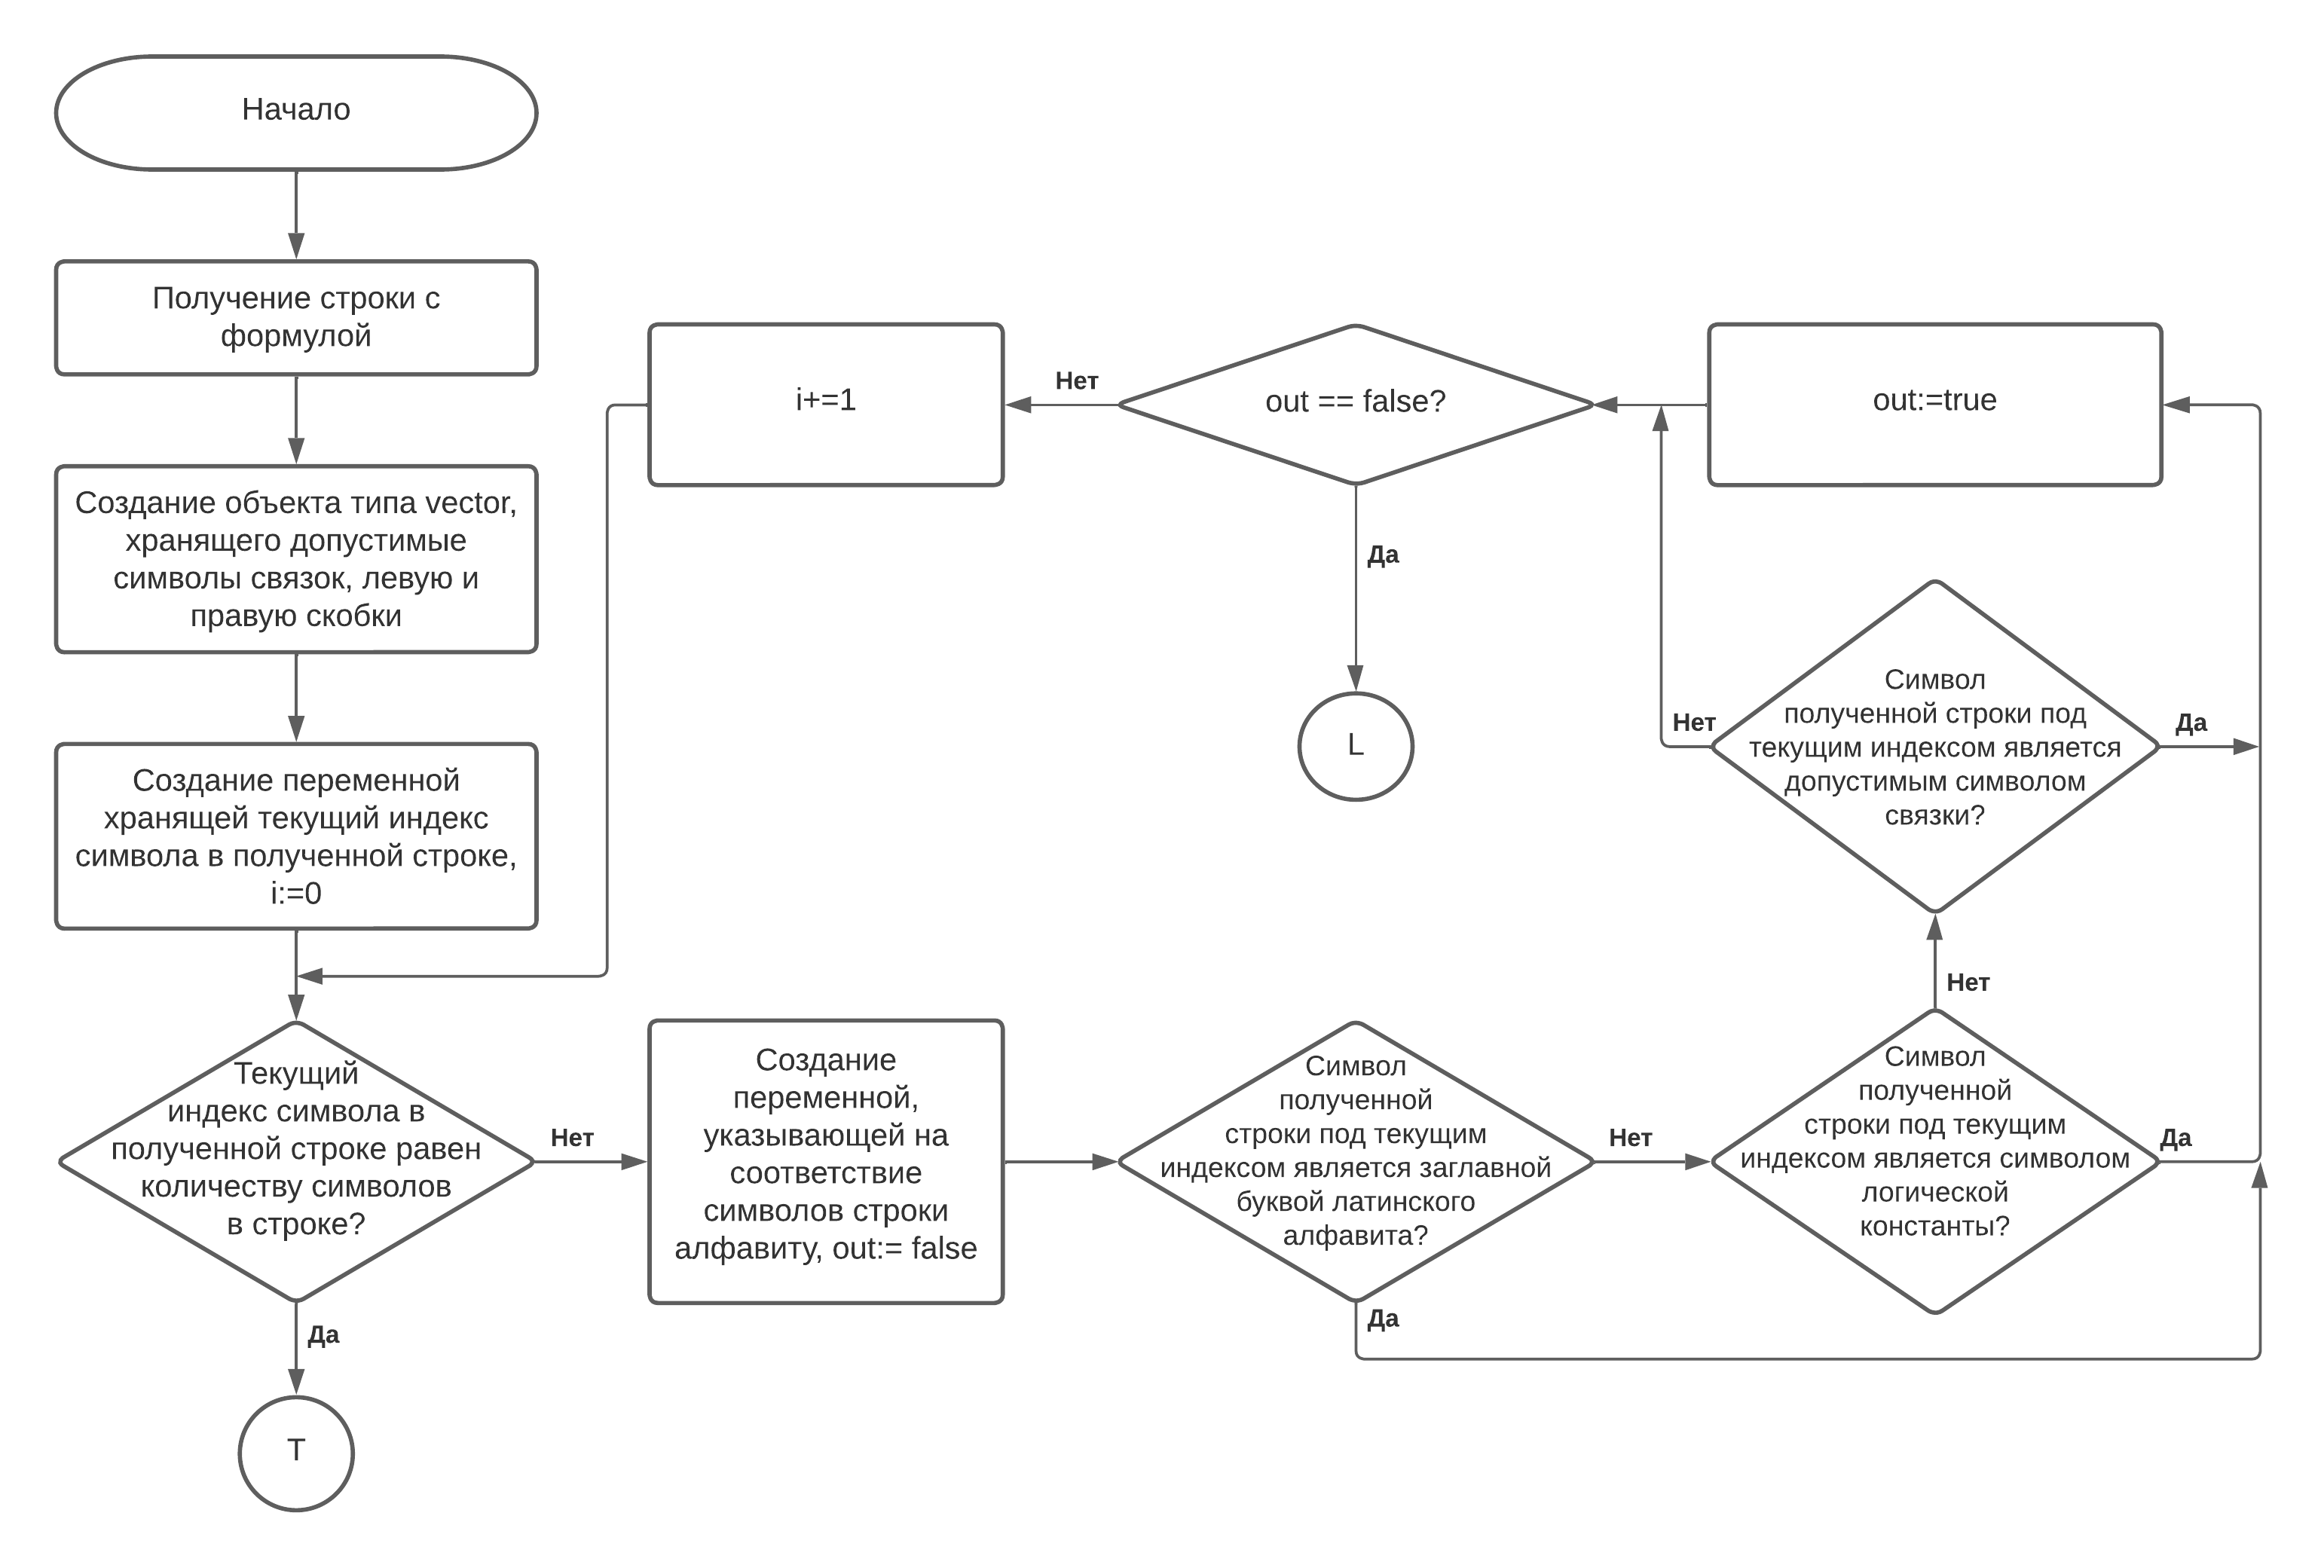 Начало
Получение строки с
формулой
Создание объекта типа vector,
хранящего допустимые
символы связок, левую и
правую скобки
Создание переменной
хранящей текущий индекс
символа в полученной строке,
i:=0
Текущий
индекс символа в
полученной строке равен
количеству символов
в строке?
Да
T
Нет
Создание
переменной,
указывающей на
соответствие
символов строки
алфавиту, out:= false
Символ
полученной
строки под текущим
индексом является заглавной
буквой латинского
алфавита?
Да
Нет
Символ
полученной
строки под текущим
индексом является символом
логической
константы?
Да
Нет
Символ
полученной строки под
текущим индексом является
допустимым символом
связки?
Нет
Да
out:=true
out == false?
Да
L
Нет
i+=1